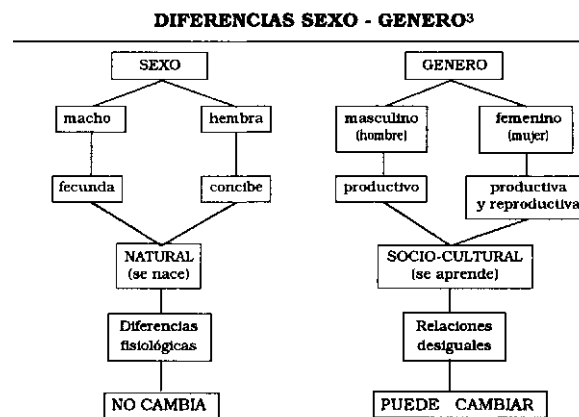 DIFERENCIAS SEXO - GENERO³
SEXO
GENERO
macho
hembra
masculino
(hombre)
femenino
(mujer)
fecunda
concibe
productivo
productiva
y reproductiva
NATURAL
(se nace)
SOCIO-CULTURAL
(se aprende)
Diferencias
fisiológicas
Relaciones
desiguales
NO CAMBIA
PUEDE CAMBIAR